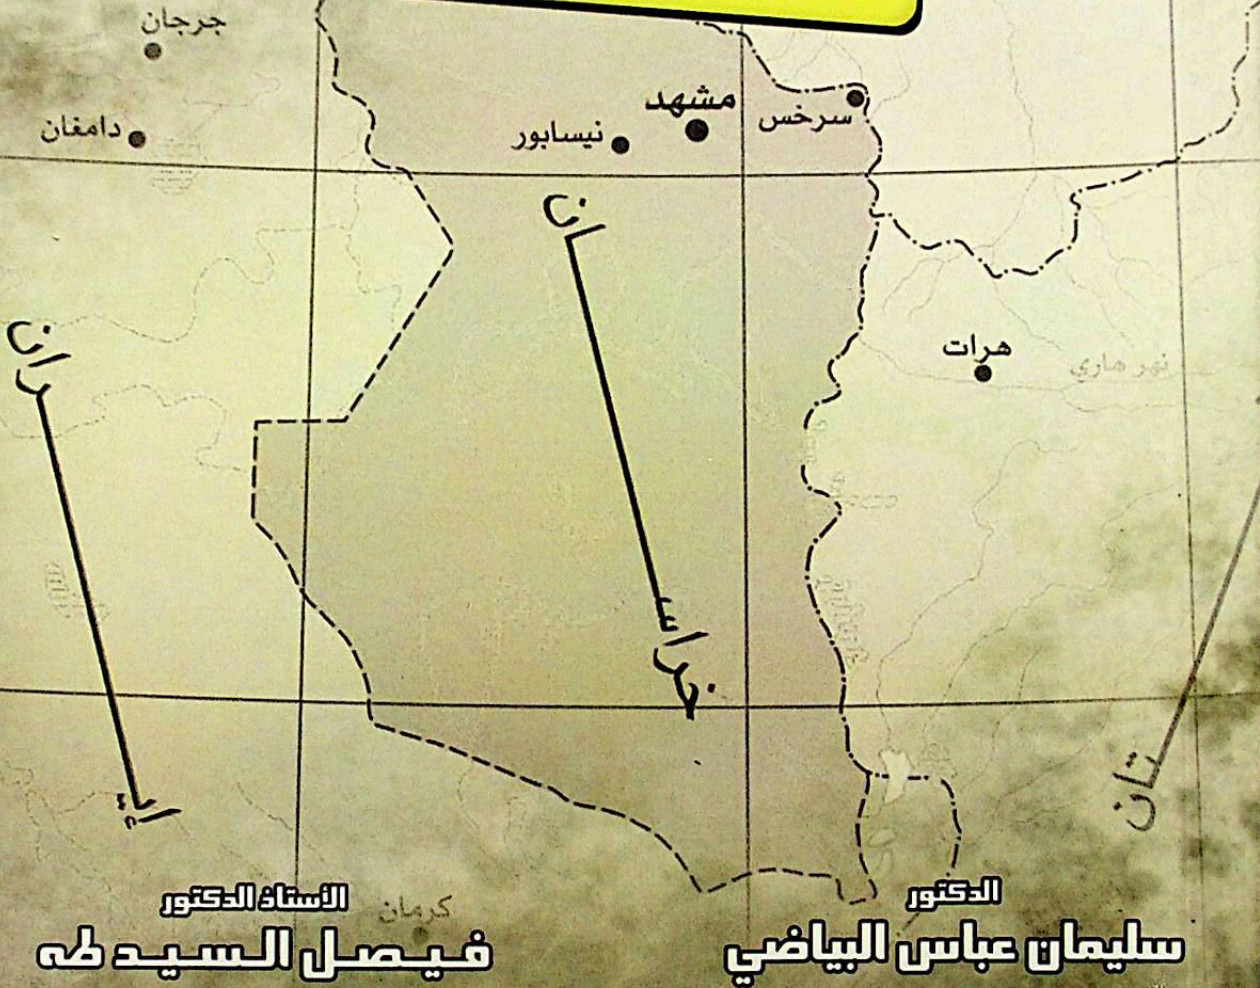 جرجان
دامغان
مشهد
نيسابور
سرخس
هرات
نهر هاري
خراسان
إيران
تان
كرمان
الدكتور
سليمان عباس البياضي
الأستاذ الدكتور
فيصل السيد طه